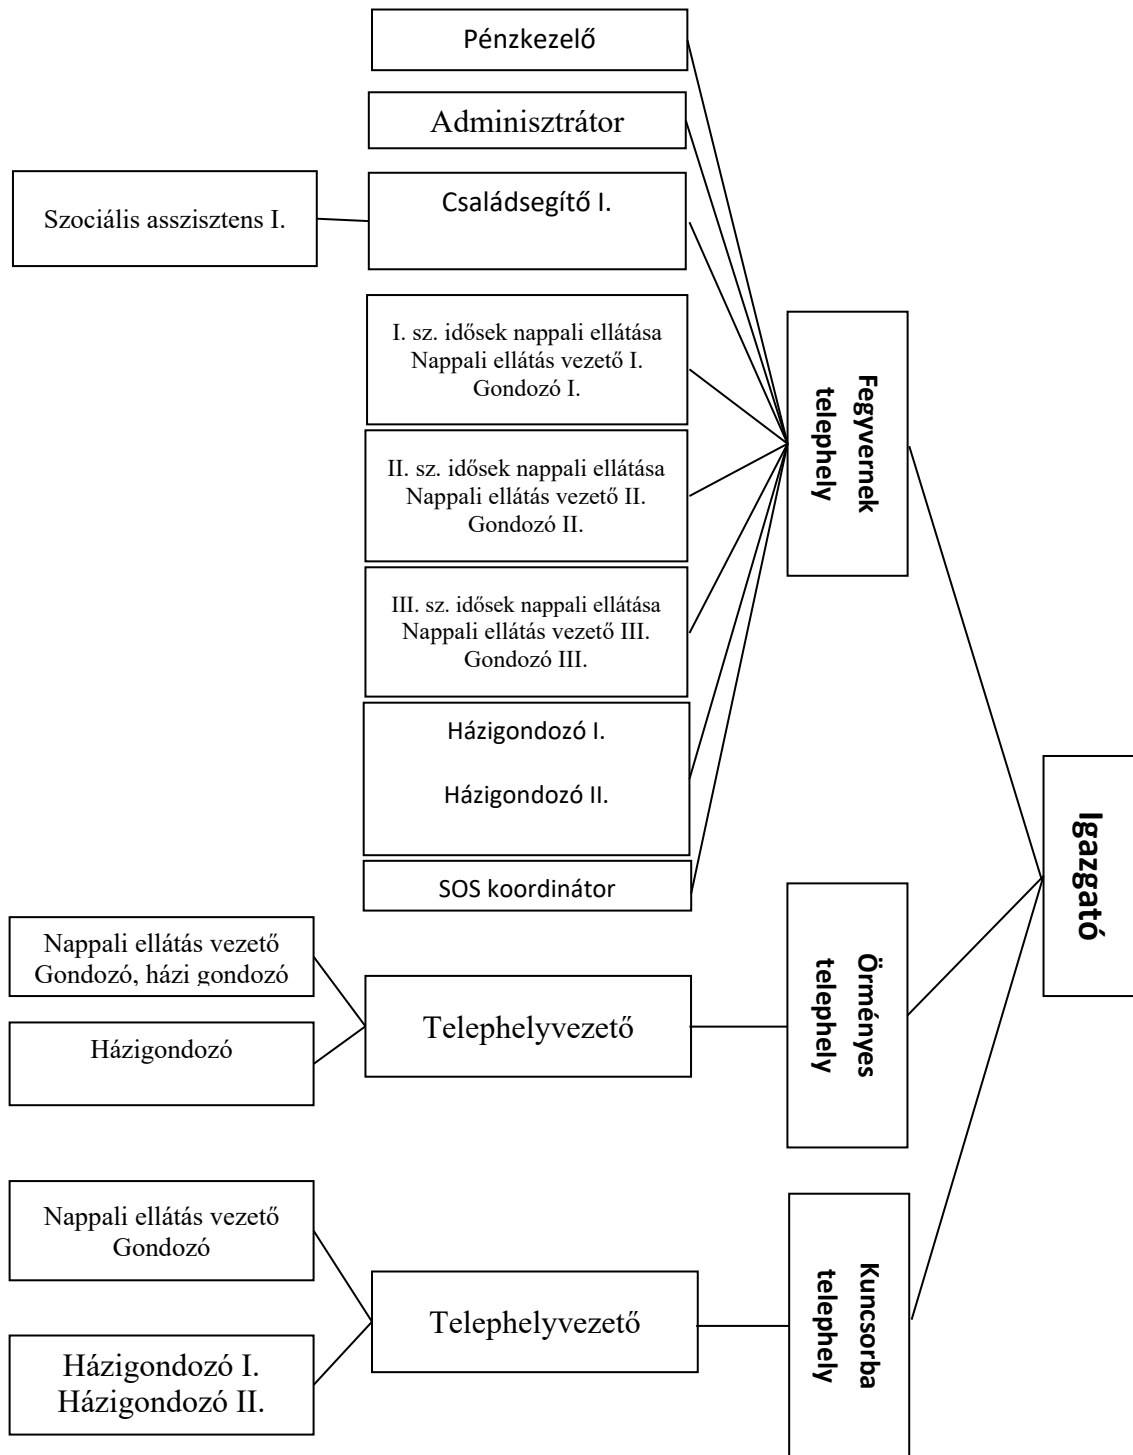 Pénzkezelő
Adminisztrátor
Szociális asszisztens I.
Családsegítő I.
I. sz. idősek nappali ellátása
Nappali ellátás vezető I.
Gondozó I.
II. sz. idősek nappali ellátása
Nappali ellátás vezető II.
Gondozó II.
III. sz. idősek nappali ellátása
Nappali ellátás vezető III.
Gondozó III.
Házigondozó I.
Házigondozó II.
SOS koordinátor
Fegyvernek
telephely
Igazgató
Nappali ellátás vezető
Gondozó, házi gondozó
Házigondozó
Telephelyvezető
Örményes
telephely
Nappali ellátás vezető
Gondozó
Házigondozó I.
Házigondozó II.
Telephelyvezető
Kuncsorba
telephely